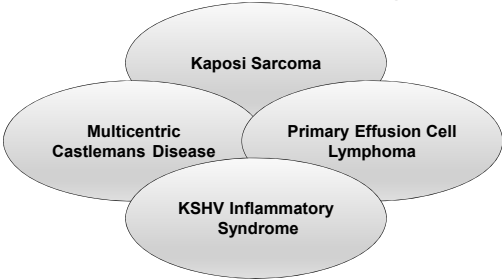 Kaposi Sarcoma
Multicentric
Castlemans Disease
Primary Effusion Cell
Lymphoma
KSHV Inflammatory
Syndrome